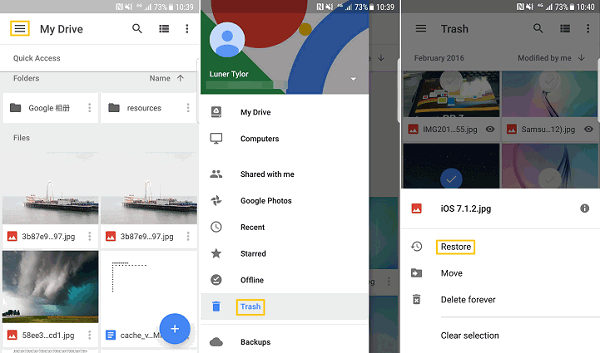 4G 73% 10:39
My Drive
Quick Access
Folders
Name
Google 相册
resources
Files
3b87e9...97.jpg
3b87e9...97.jpg
58ee3...cd1.jpg
cache_v...M
4G 73% 10:39
Luner Tylor
My Drive
Computers
Shared with me
Google Photos
Recent
Starred
Offline
Trash
Backups
4G 73% 10:40
Trash
February 2016
Modified by me
IMG201...55.jpg
Samsu...12).jpg
iOS 7.1.2.jpg
Restore
Move
Delete forever
Clear selection